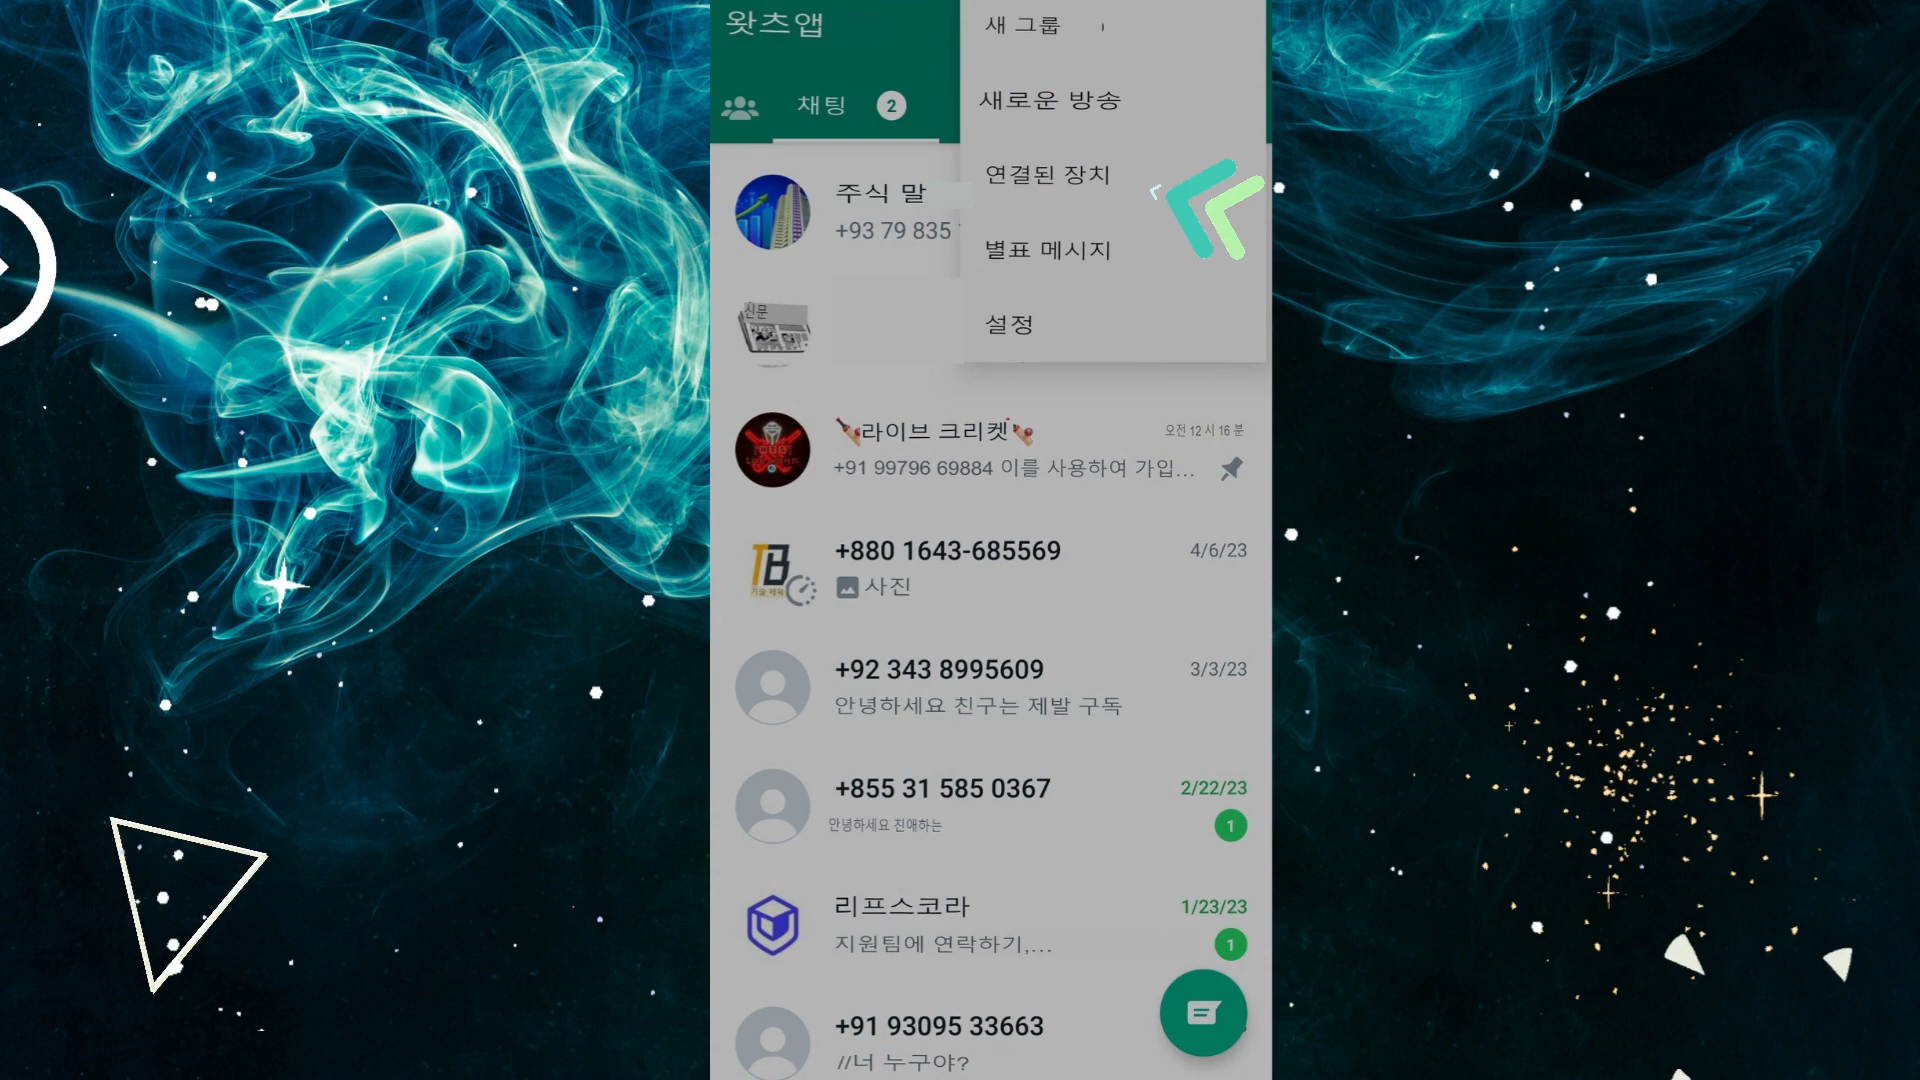 왓츠앱
채팅 2
새 그룹
새로운 방송
연결된 장치
별표 메시지
설정
주식 말
+93 79 835
신문
라이브 크리켓
오전 12 시 16 분
+91 99796 69884 이를 사용하여 가입...
+880 1643-685569
4/6/23
TB
사진
+92 343 8995609
3/3/23
안녕하세요 친구는 제발 구독
+855 31 585 0367
2/22/23
안녕하세요 친애하는
1
리프스코라
1/23/23
지원팀에 연락하기,...
1
+91 93095 33663
//너 누구야?